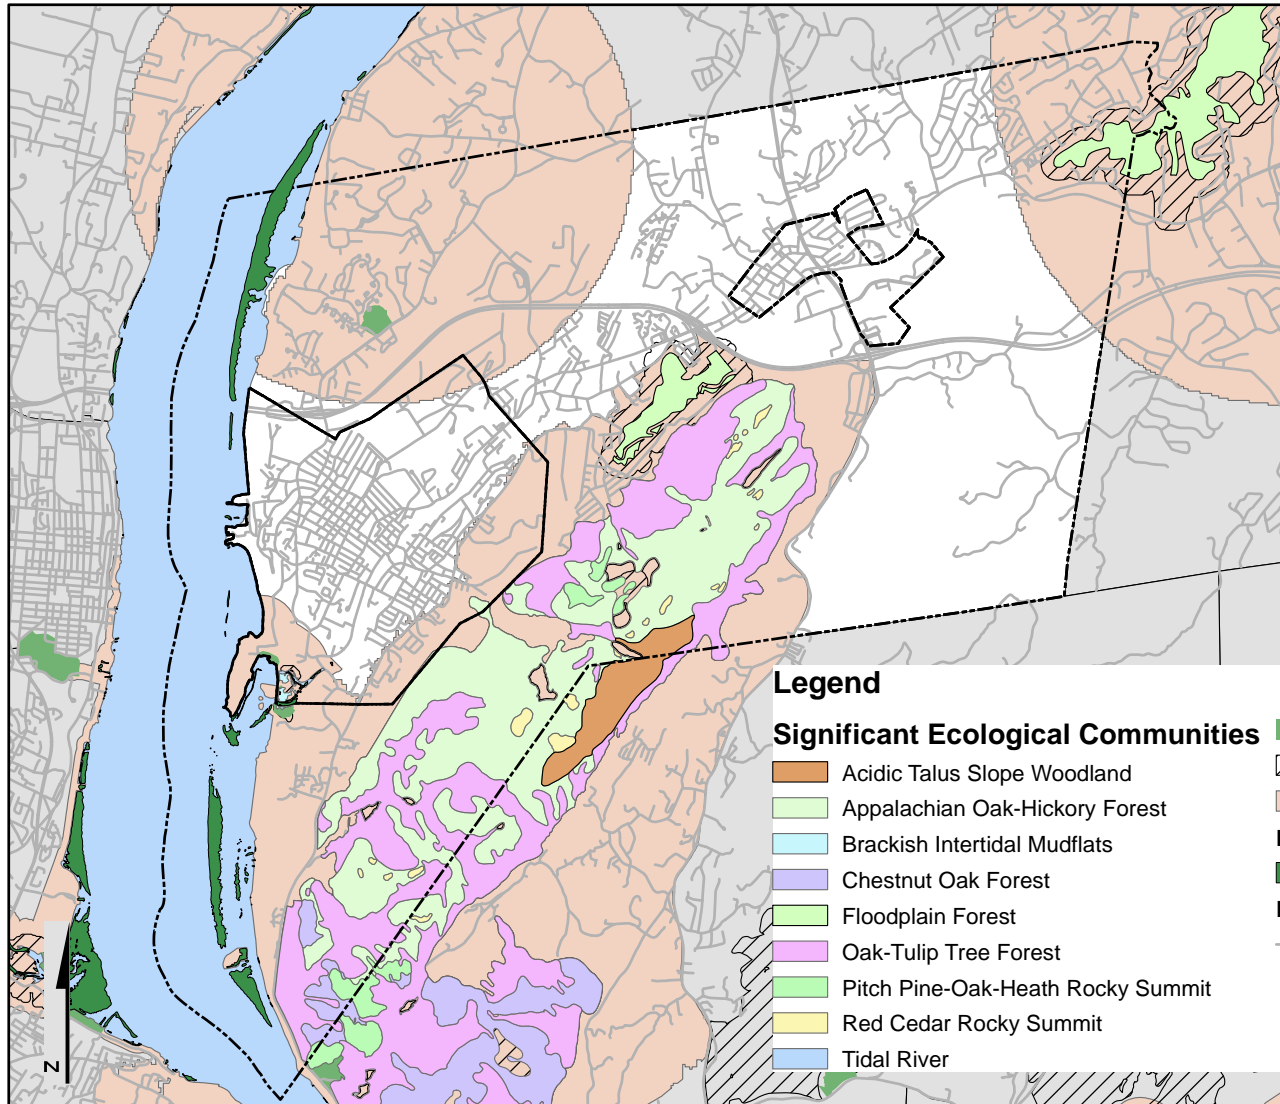 Legend
Significant Ecological Communities
Acidic Talus Slope Woodland
Appalachian Oak-Hickory Forest
Brackish Intertidal Mudflats
Chestnut Oak Forest
Floodplain Forest
Oak-Tulip Tree Forest
Pitch Pine-Oak-Heath Rocky Summit
Red Cedar Rocky Summit
Tidal River
N